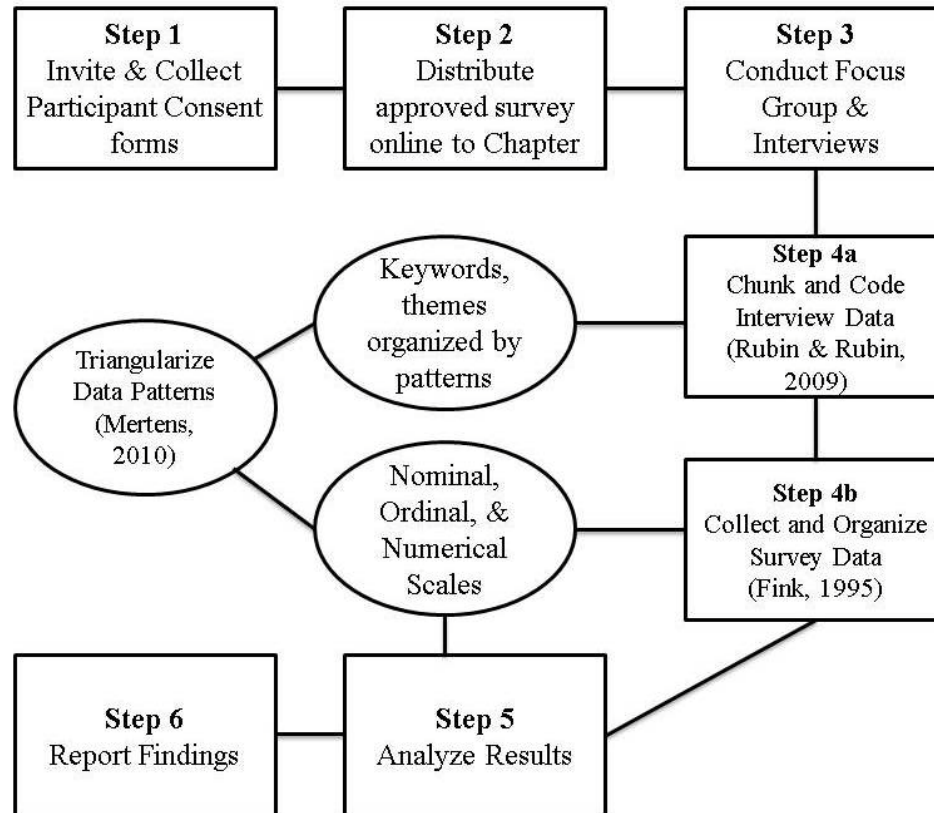 Step 1
Invite & Collect
Participant Consent
forms
Step 2
Distribute
approved survey
online to Chapter
Step 3
Conduct Focus
Group &
Interviews
Keywords,
themes
organized by
patterns
Step 4a
Chunk and Code
Interview Data
(Rubin & Rubin,
2009)
Triangularize
Data Patterns
(Mertens,
2010)
Nominal,
Ordinal, &
Numerical
Scales
Step 4b
Collect and Organize
Survey Data
(Fink, 1995)
Step 6
Report Findings
Step 5
Analyze Results